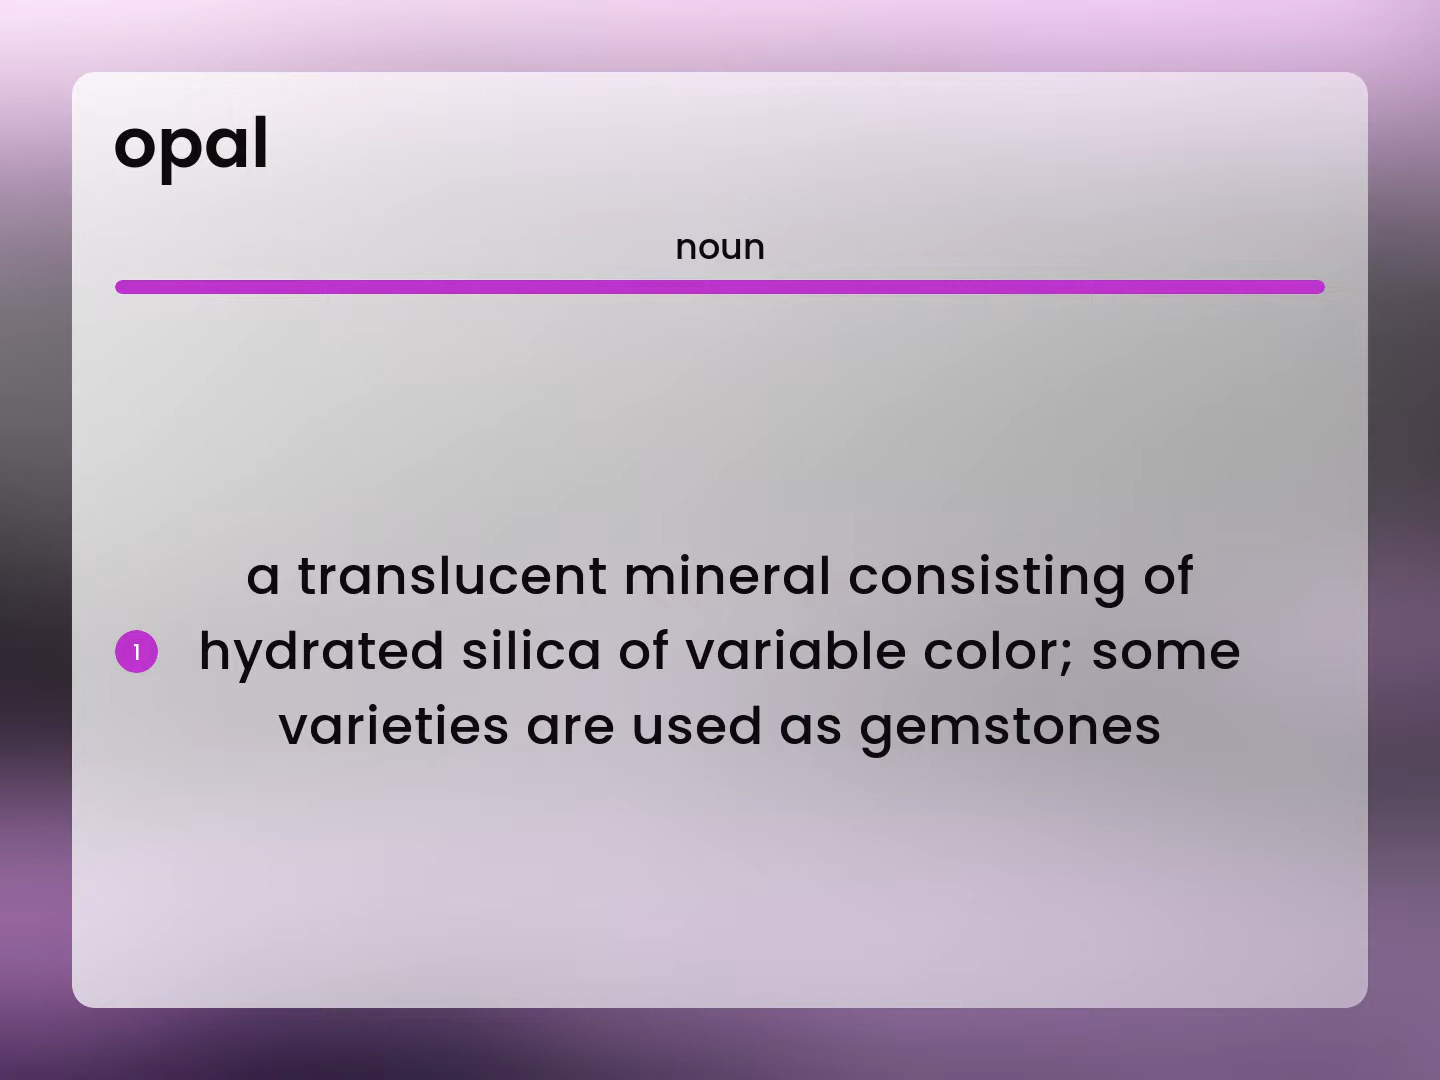 opal
noun
a translucent mineral consisting of
1 hydrated silica of variable color; some
varieties are used as gemstones